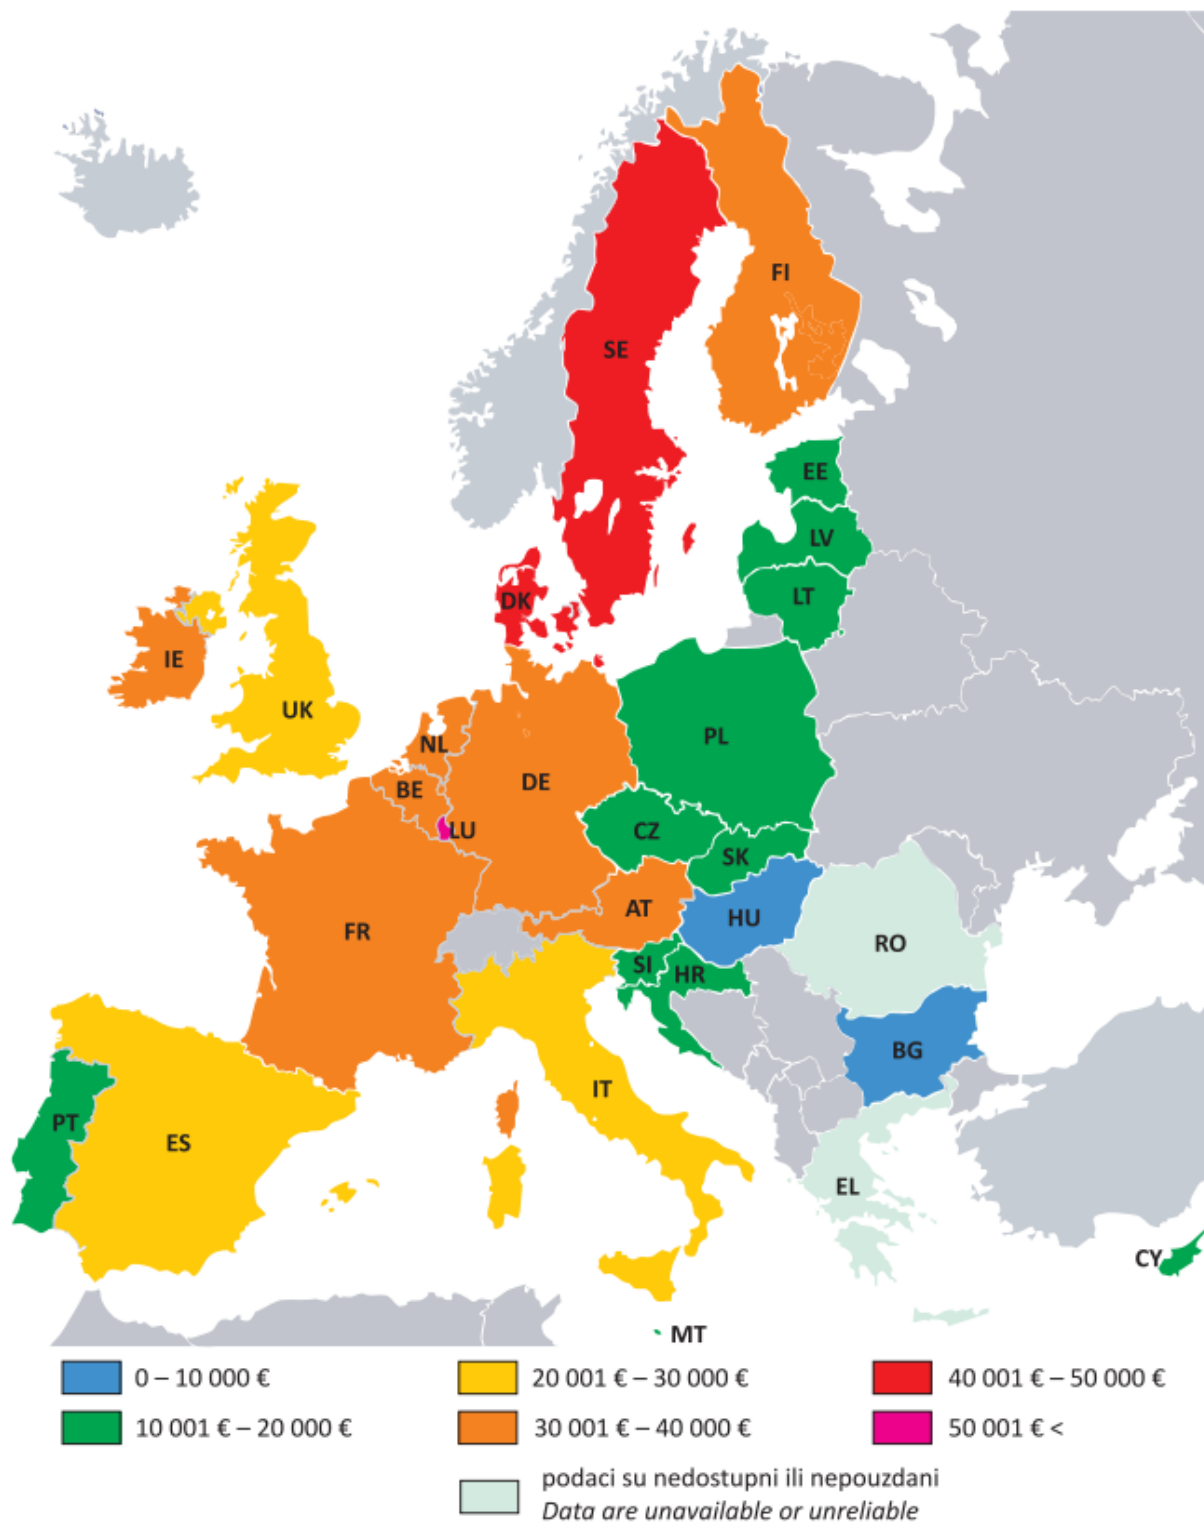 FI
SE
EE
LV
LT
DK
IE
UK
PL
NL
DE
BE
LU
CZ
SK
AT
HU
FR
RO
SI
HR
BG
IT
PT
ES
EL
CY
MT
0 – 10 000 €
20 001 € – 30 000 €
40 001 € – 50 000 €
10 001 € – 20 000 €
30 001 € – 40 000 €
50 001 € <
podaci su nedostupni ili nepouzdani
Data are unavailable or unreliable